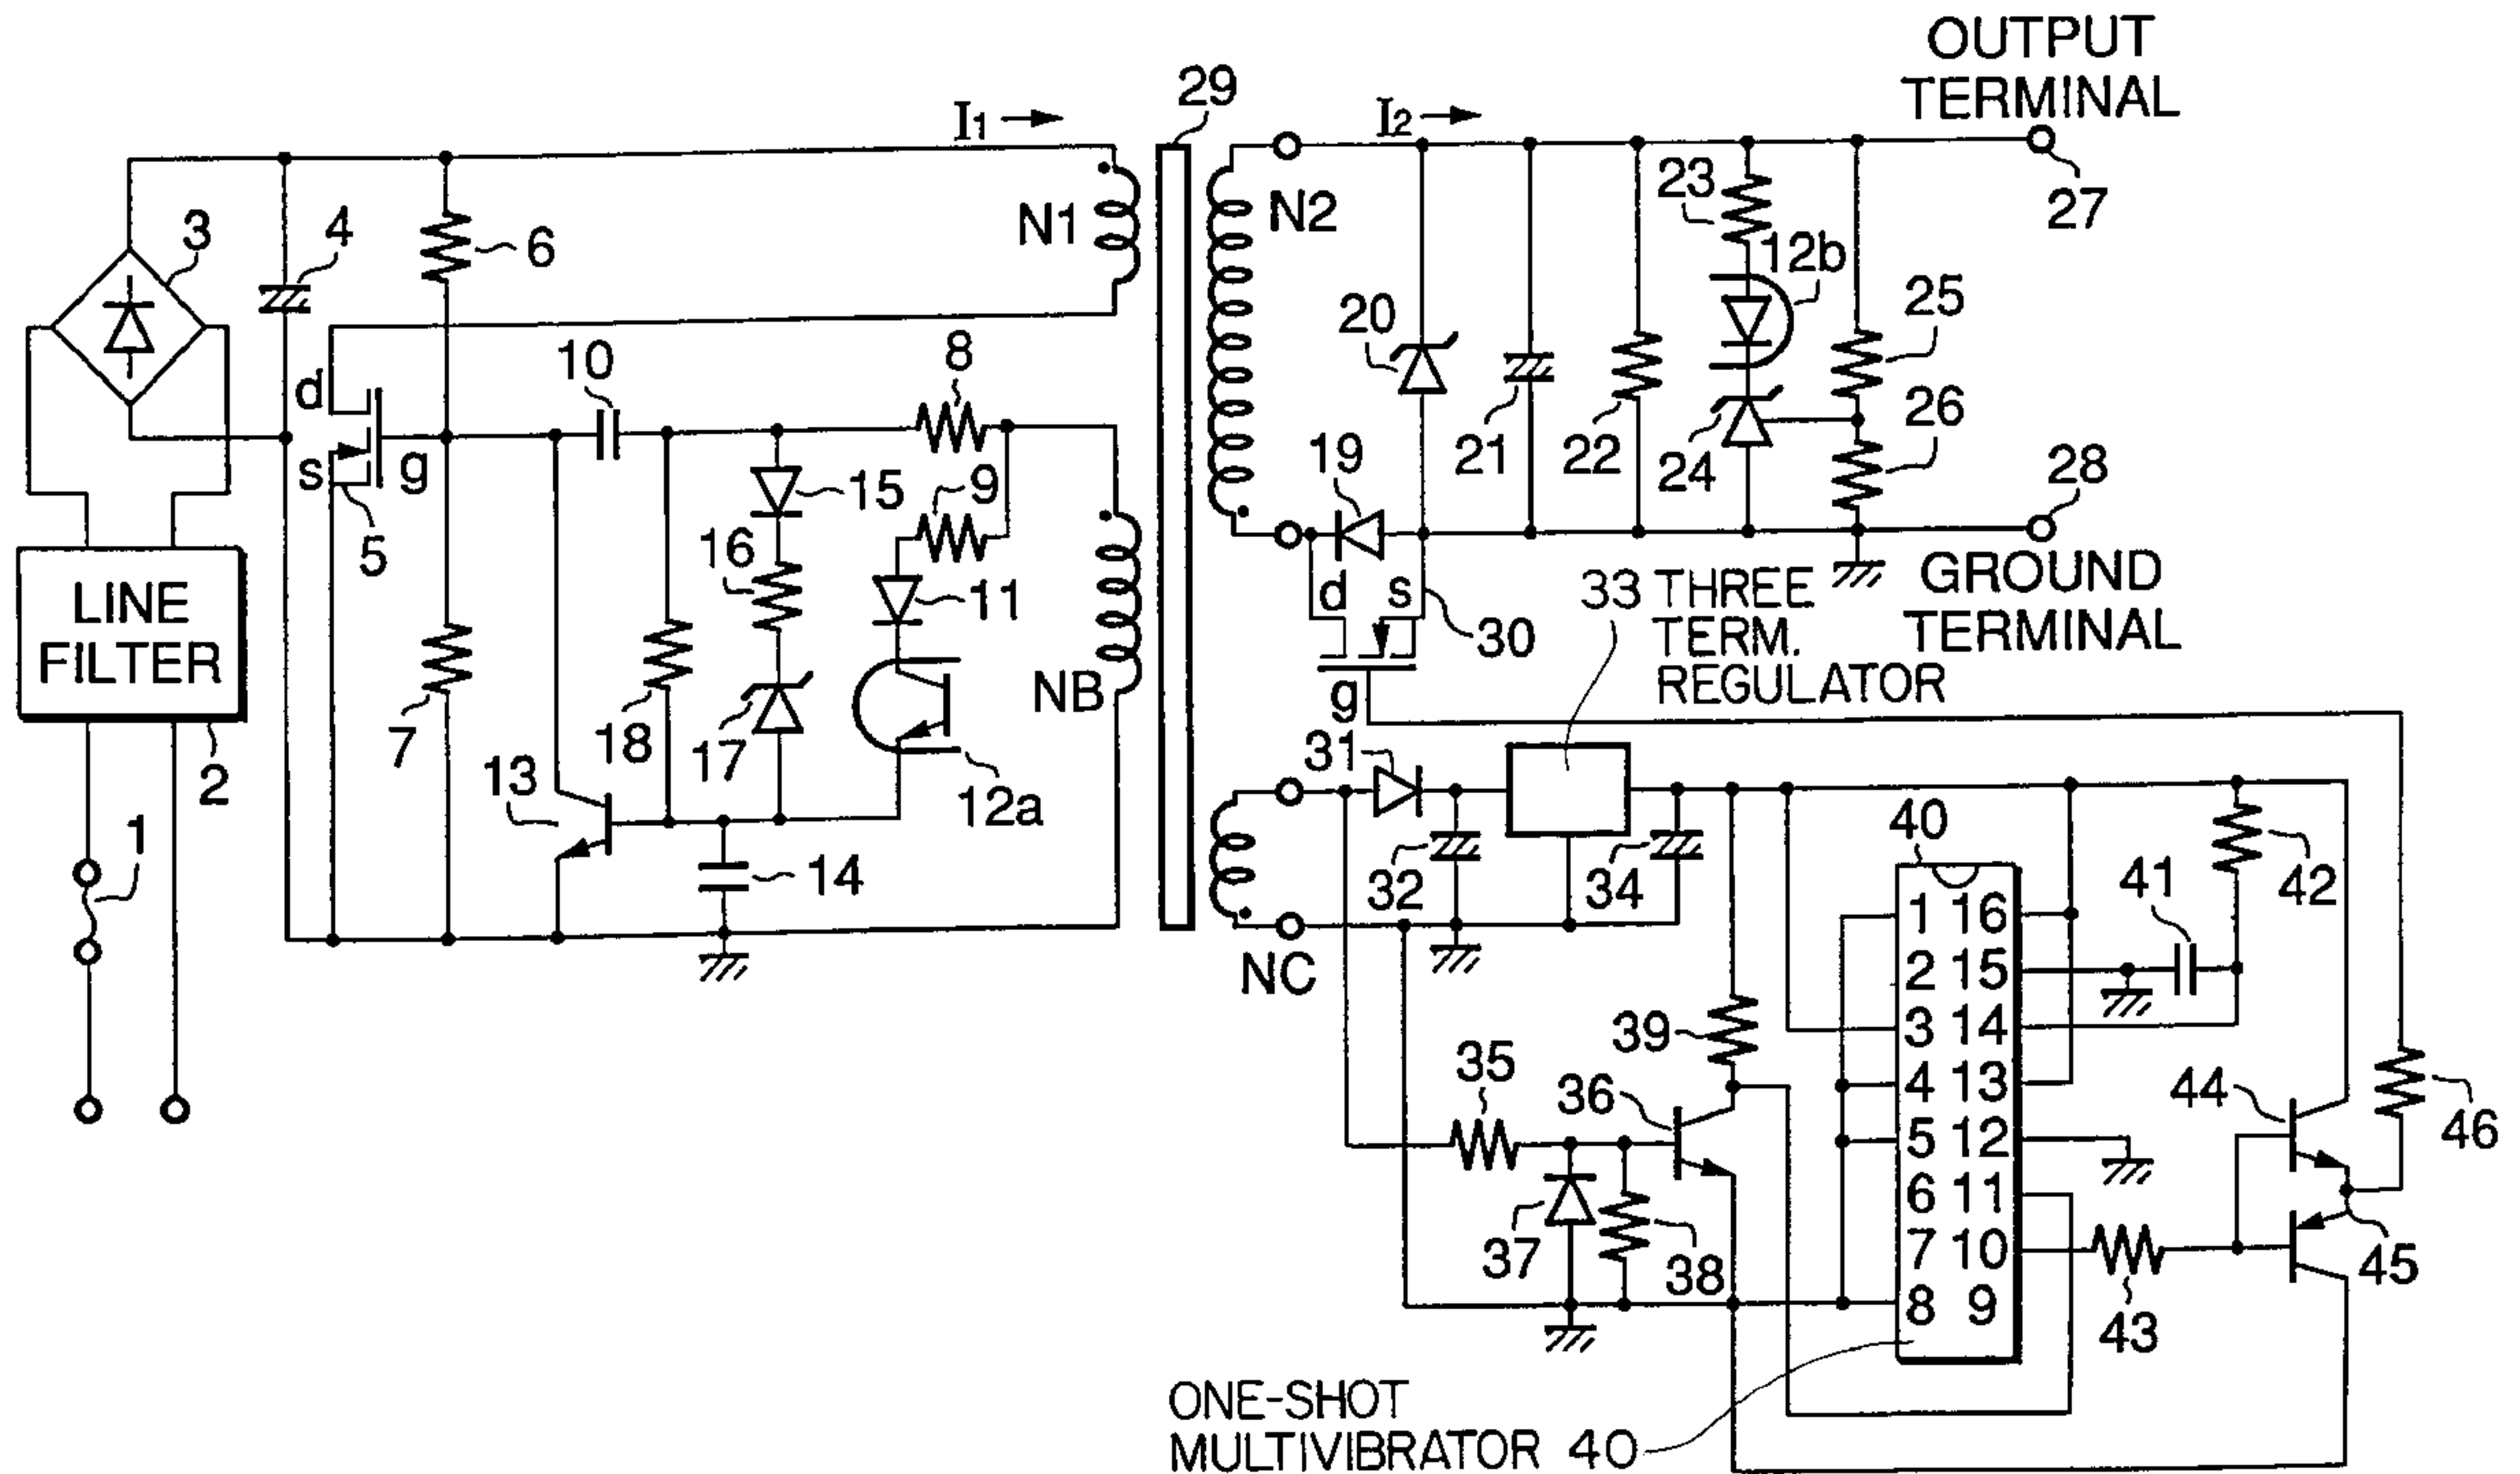 OUTPUT
TERMINAL
29
I1
I2
N1
N2
23
27
3
4
6
12b
25
20
8
10
d
s
g
5
15
9
16
11
19
21
22
24
26
28
GROUND
TERMINAL
LINE
FILTER
2
7
18
17
NB
12a
13
14
1
d
s
g
30
33 THREE
TERM.
REGULATOR
31
32
34
NC
40
41
42
39
35
36
37
38
1 16
2 15
3 14
4 13
5 12
6 11
7 10
8 9
44
46
45
43
ONE-SHOT
MULTIVIBRATOR 40